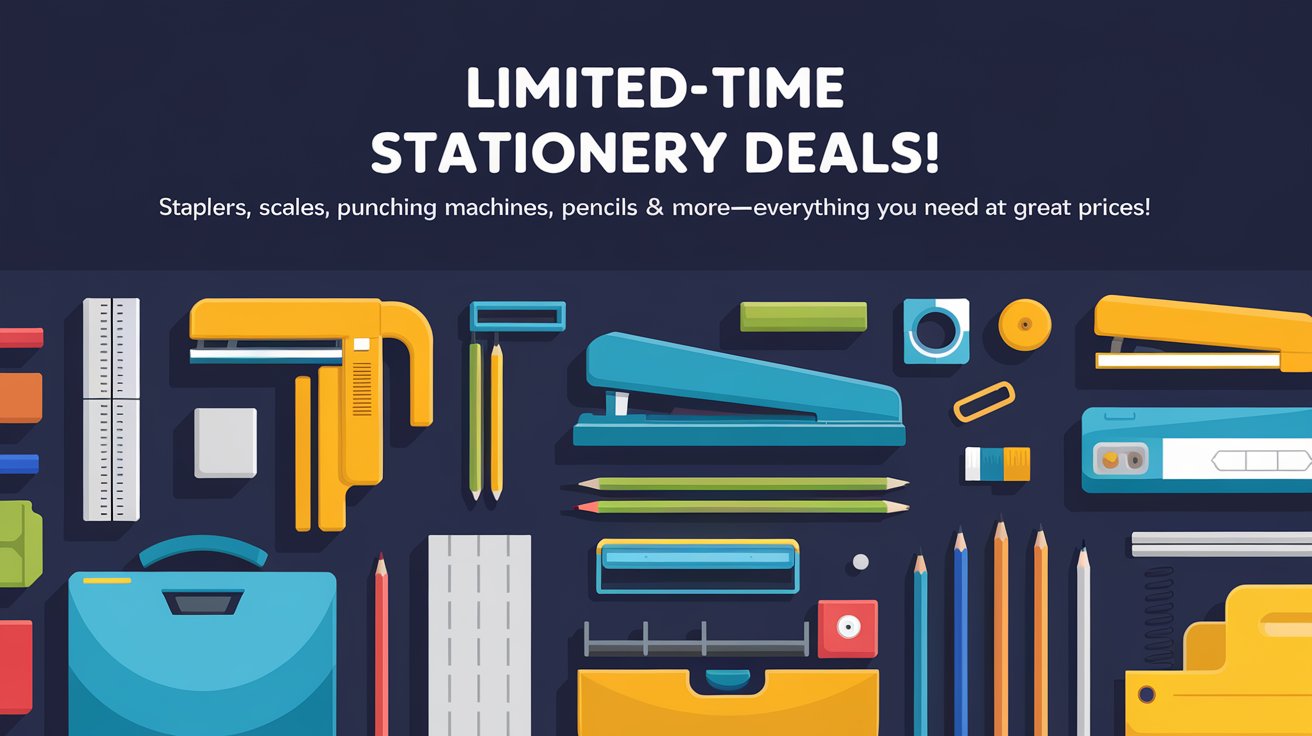 LIMITED-TIME
STATIONERY DEALS!
Staplers, scales, punching machines, pencils & more—everything you need at great prices!